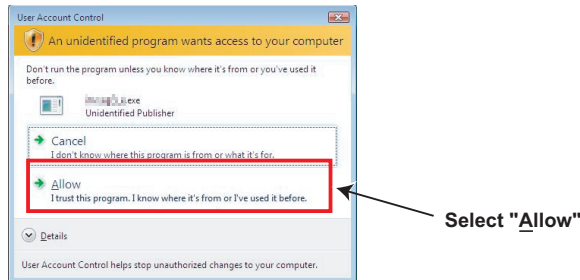 User Account Control
An unidentified program wants access to your computer
Don't run the program unless you know where it's from or you've used it
before.
.exe
Unidentified Publisher
Cancel
I don't know where this program is from or what it's for.
Allow
I trust this program. I know where it's from or I've used it before.
Select "Allow"
Details
User Account Control helps stop unauthorized changes to your computer.